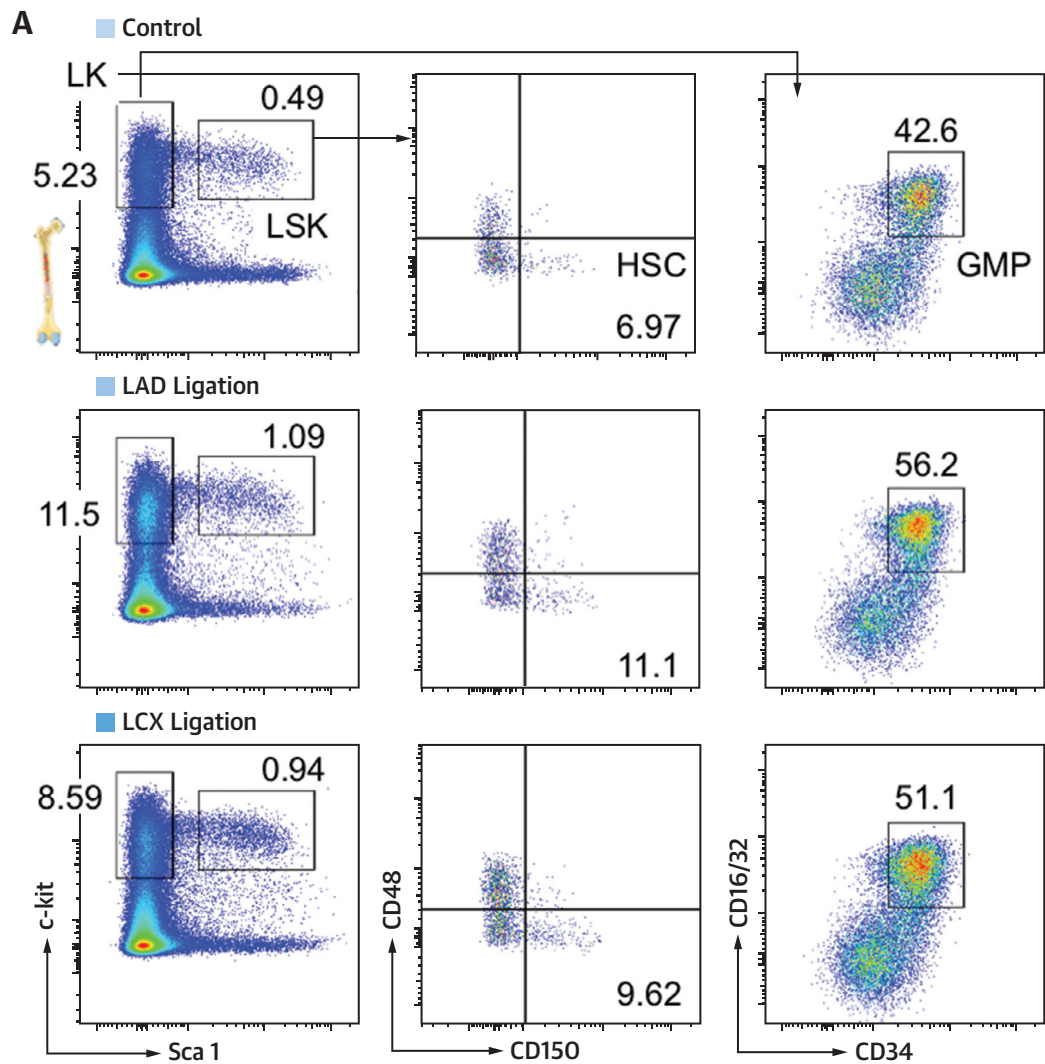 A
Control
LK
0.49
42.6
5.23
LSK
HSC
GMP
6.97
LAD Ligation
1.09
56.2
11.5
11.1
LCX Ligation
0.94
51.1
8.59
c-kit
CD48
CD16/32
9.62
Sca 1
CD150
CD34